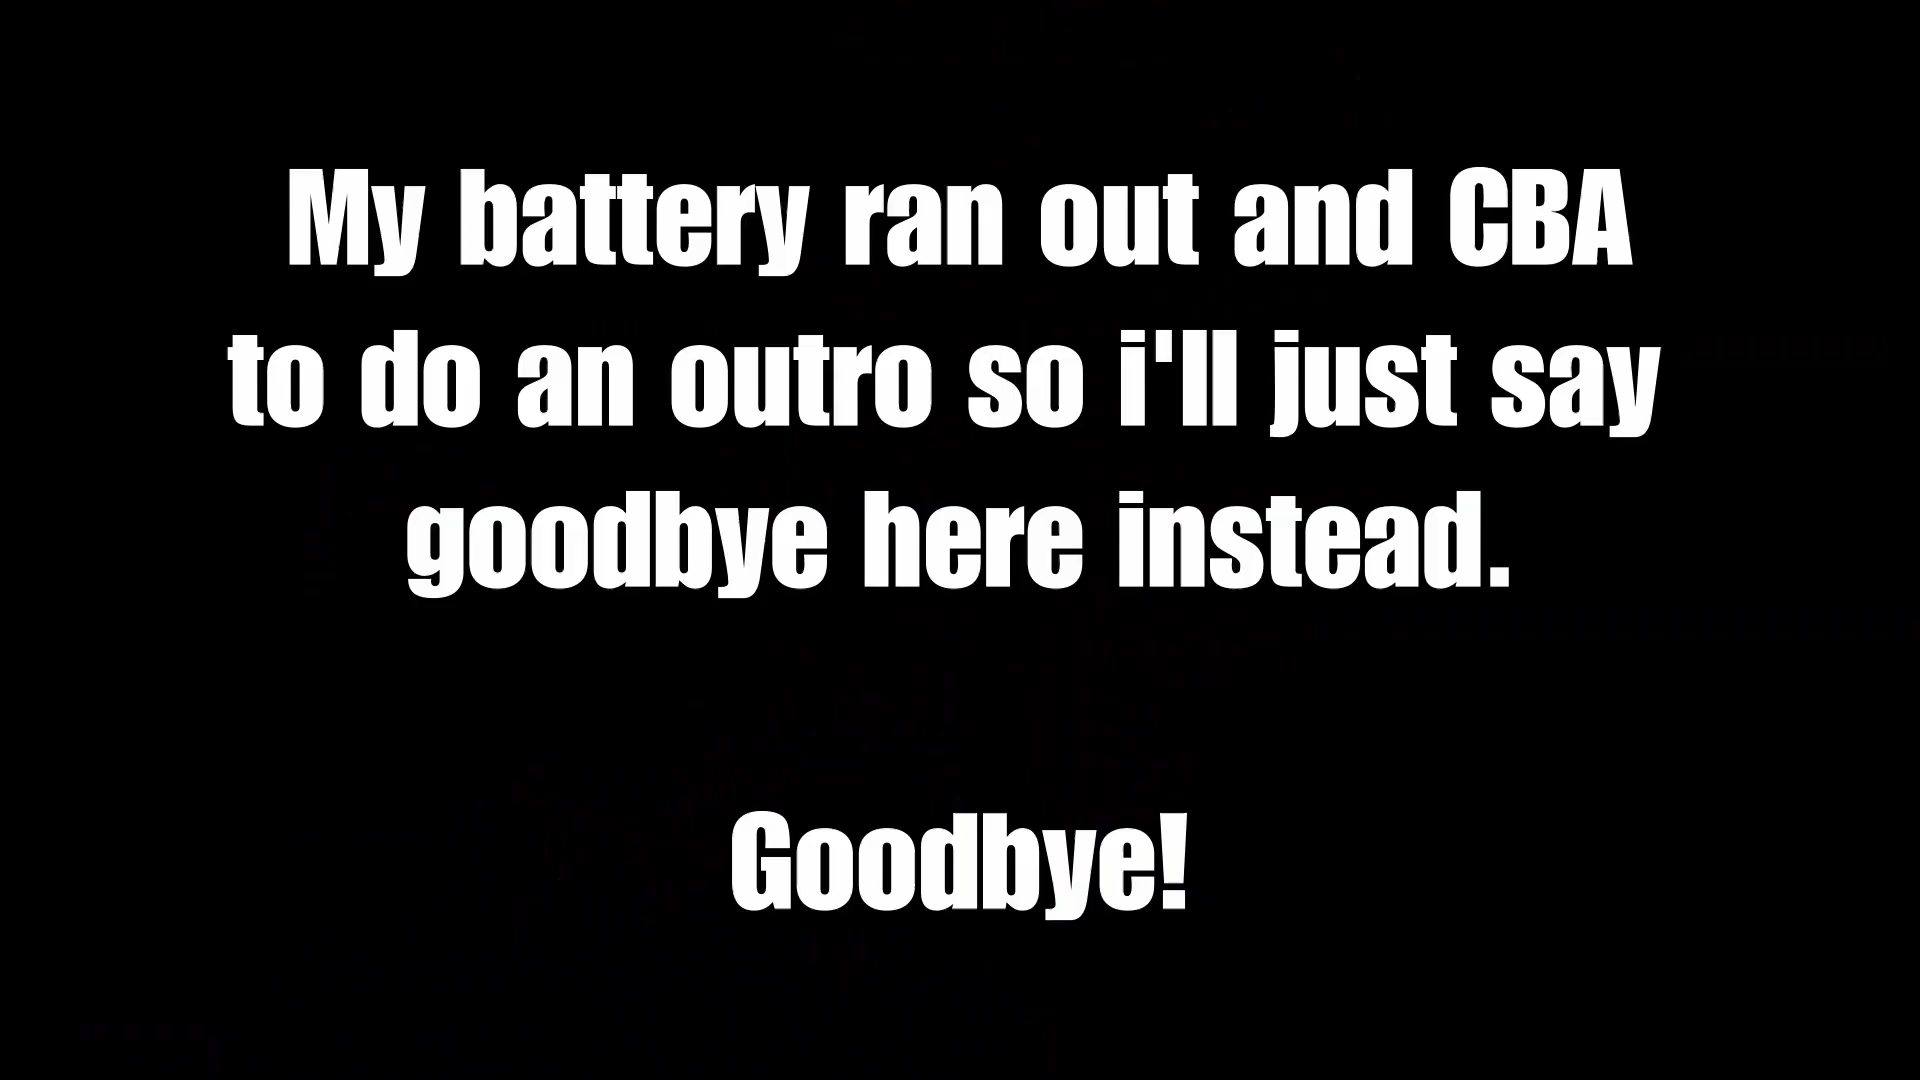 My battery ran out and CBA
to do an outro so i'll just say
goodbye here instead.
Goodbye!